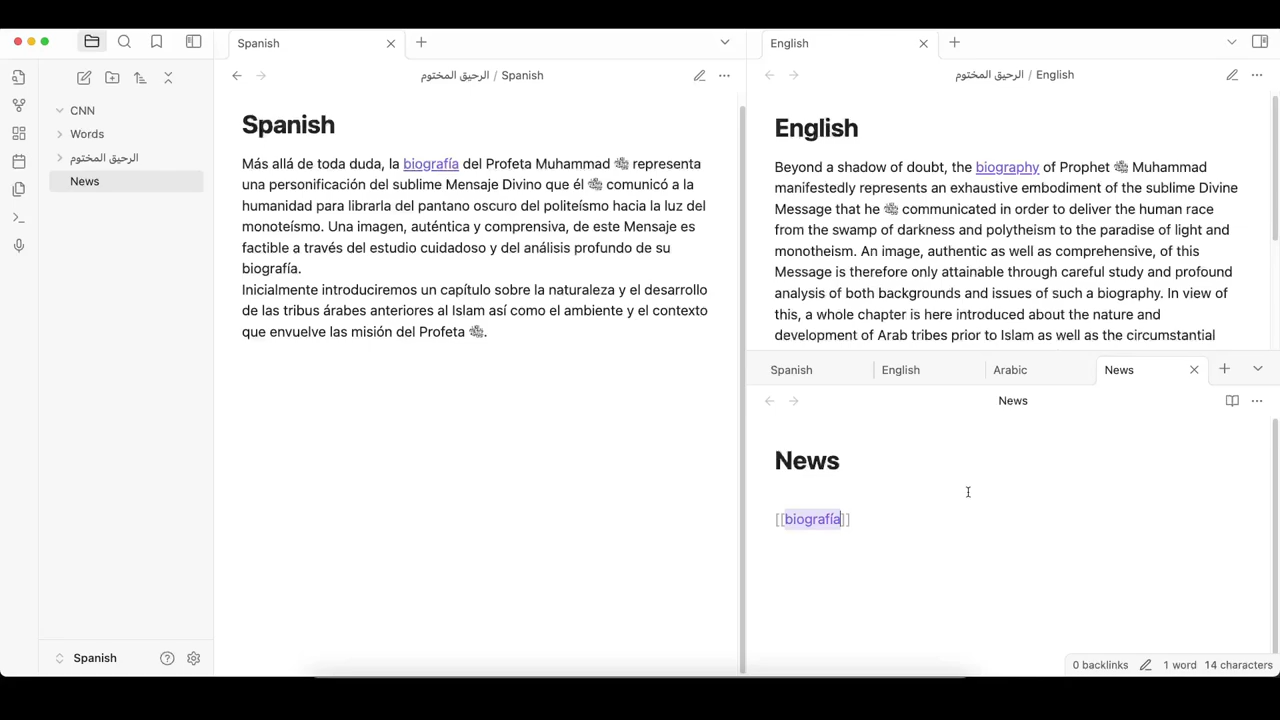 Spanish
English
CNN
Words
الرحيق المختوم
News
Spanish
الرحيق المختوم / Spanish
Spanish
Más allá de toda duda, la biografía del Profeta Muhammad ﷺ representa
una personificación del sublime Mensaje Divino que él ﷺ comunicó a la
humanidad para librarla del pantano oscuro del politeísmo hacia la luz del
monoteísmo. Una imagen, auténtica y comprensiva, de este Mensaje es
factible a través del estudio cuidadoso y del análisis profundo de su
biografía.
Inicialmente introduciremos un capítulo sobre la naturaleza y el desarrollo
de las tribus árabes anteriores al Islam así como el ambiente y el contexto
que envuelve las misión del Profeta ﷺ.
الرحيق المختوم / English
English
Beyond a shadow of doubt, the biography of Prophet ﷺ Muhammad
manifestedly represents an exhaustive embodiment of the sublime Divine
Message that he ﷺ communicated in order to deliver the human race
from the swamp of darkness and polytheism to the paradise of light and
monotheism. An image, authentic as well as comprehensive, of this
Message is therefore only attainable through careful study and profound
analysis of both backgrounds and issues of such a biography. In view of
this, a whole chapter is here introduced about the nature and
development of Arab tribes prior to Islam as well as the circumstantial
Spanish English Arabic News
News
News
[[biografía]]
0 backlinks 1 word 14 characters